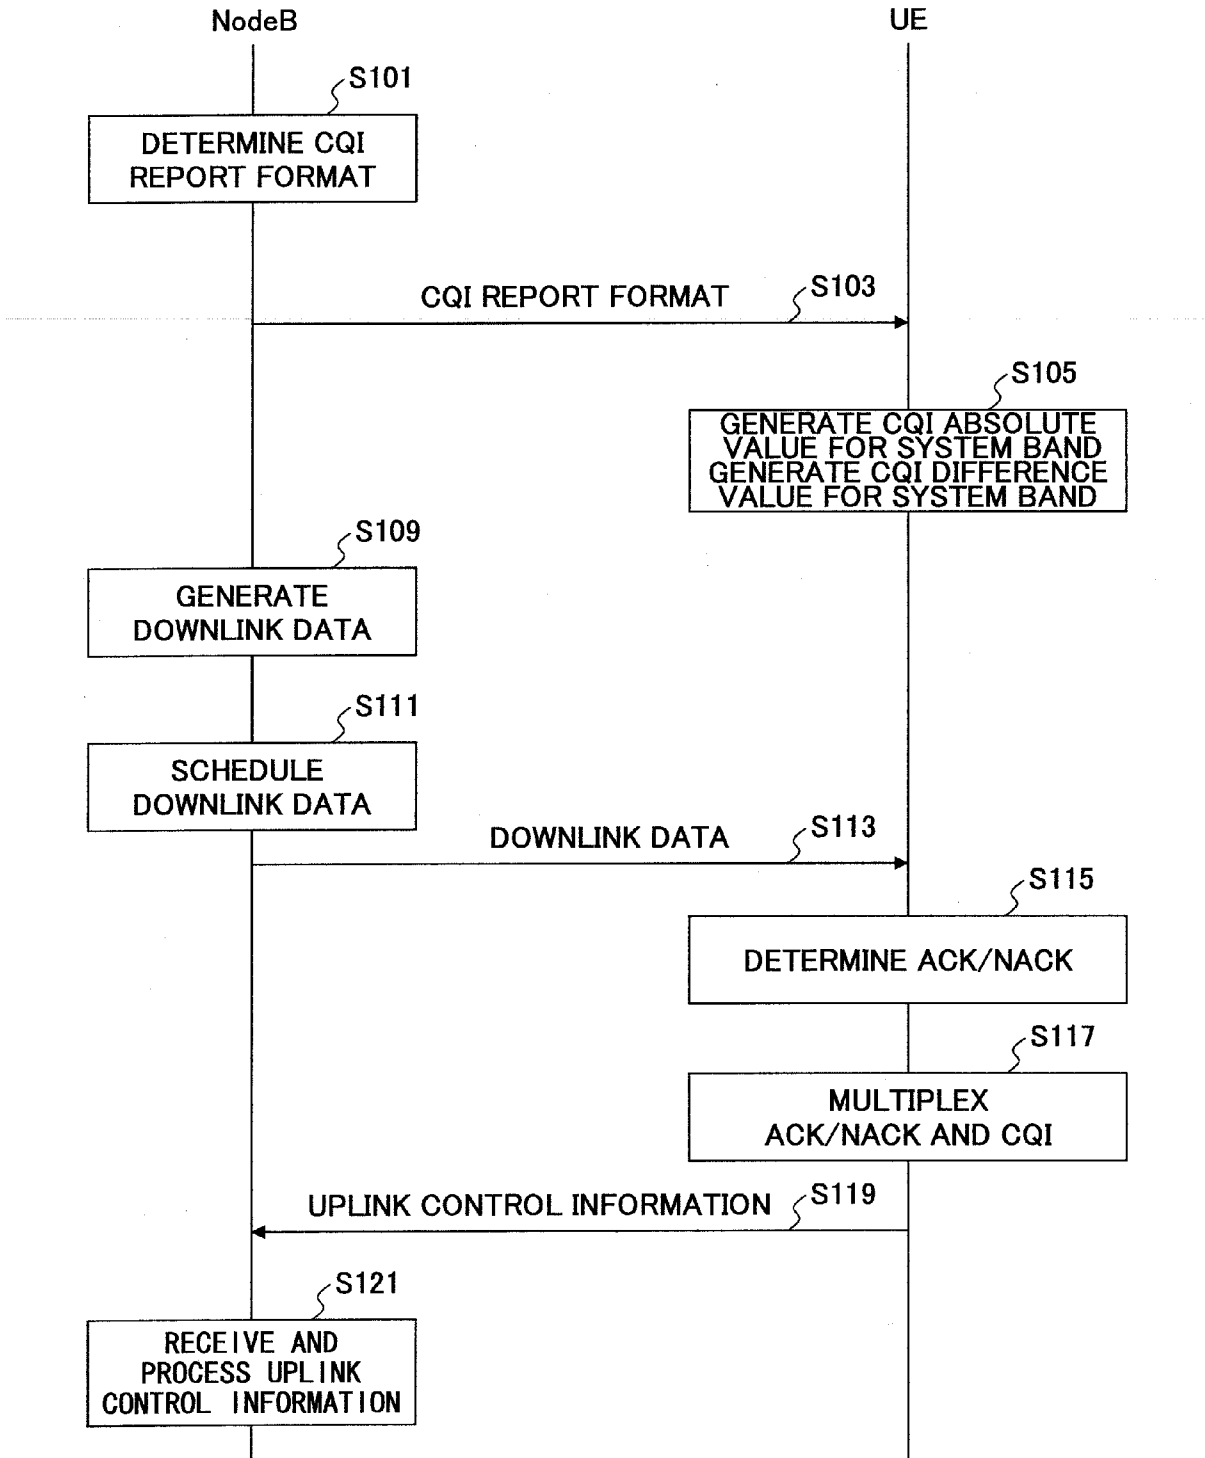 NodeB
UE
S101
DETERMINE CQI
REPORT FORMAT
CQI REPORT FORMAT
S103
S105
GENERATE CQI ABSOLUTE
VALUE FOR SYSTEM BAND
GENERATE CQI DIFFERENCE
VALUE FOR SYSTEM BAND
S109
GENERATE
DOWNLINK DATA
S111
SCHEDULE
DOWNLINK DATA
DOWNLINK DATA
S113
S115
DETERMINE ACK/NACK
S117
MULTIPLEX
ACK/NACK AND CQI
UPLINK CONTROL INFORMATION
S119
S121
RECEIVE AND
PROCESS UPLINK
CONTROL INFORMATION